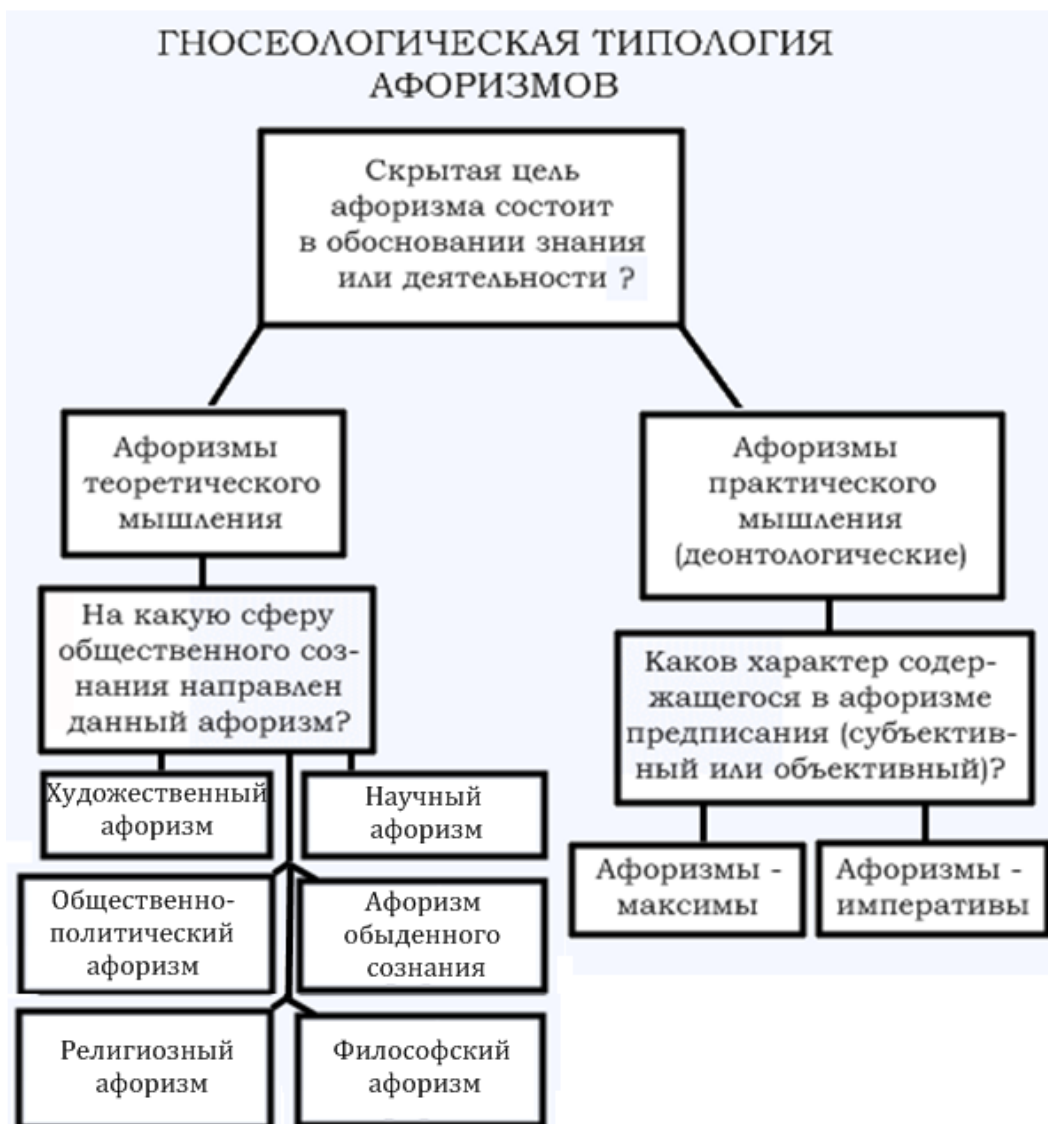 ГНОСЕОЛОГИЧЕСКАЯ ТИПОЛОГИЯ
АФОРИЗМОВ
Скрытая цель
афоризма состоит
в обосновании знания
или деятельности ?
Афоризмы
теоретического
мышления
Афоризмы
практического
мышления
(деонтологические)
На какую сферу
общественного соз-
нания направлен
данный афоризм?
Каков характер содер-
жащегося в афоризме
предписания (субъектив-
ный или объективный)?
Художественный
афоризм
Научный
афоризм
Афоризмы -
максимы
Афоризмы -
императивы
Общественно-
политический
афоризм
Афоризм
обыденного
сознания
Религиозный
афоризм
Философский
афоризм